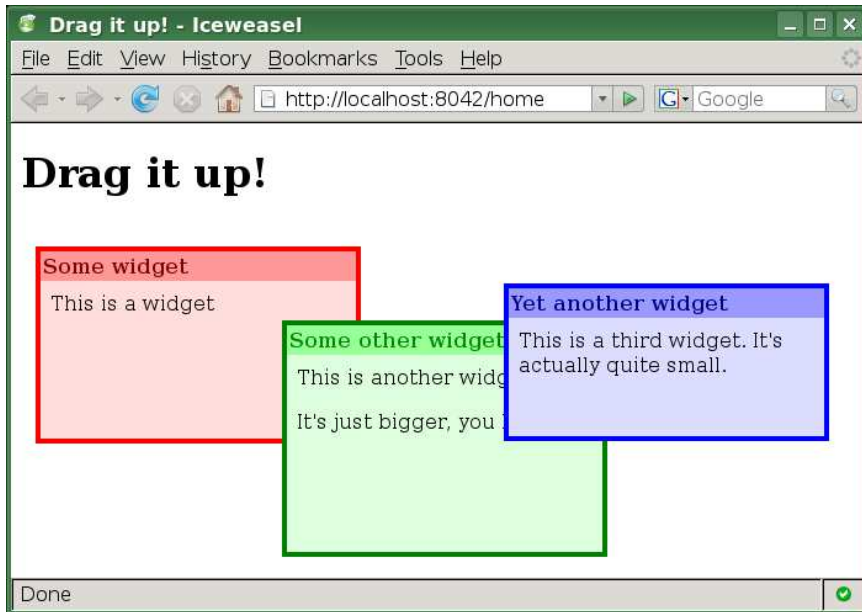 Drag it up! - Iceweasel
File Edit View History Bookmarks Tools Help
http://localhost:8042/home
G
Google
Drag it up!
Some widget
This is a widget
Some other widget
This is another
It's just bigger, you
Yet another widget
This is a third widget. It's
actually quite small.
Done